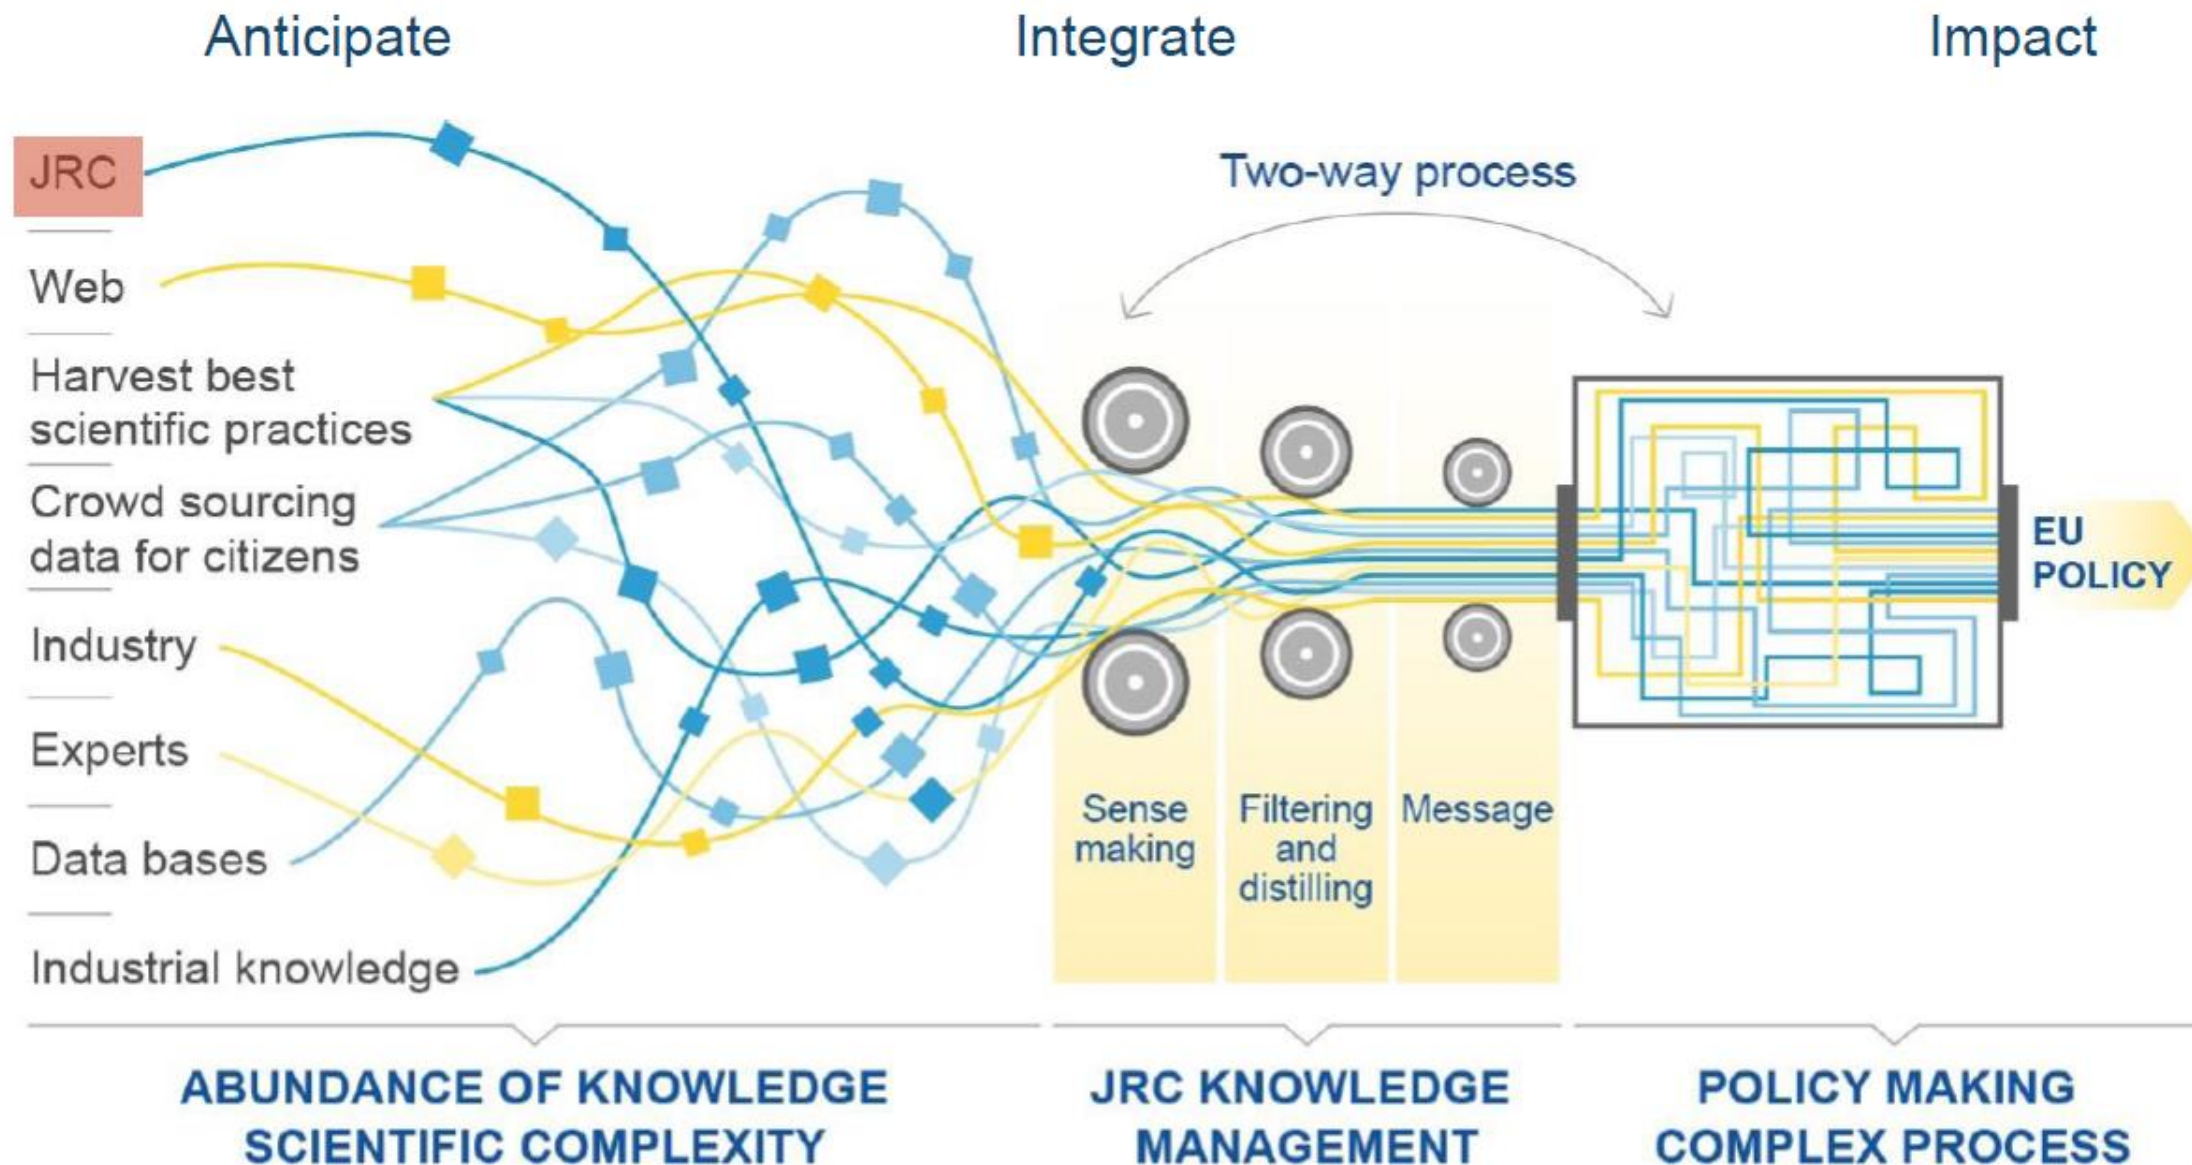 Anticipate
Integrate
Impact
JRC
Web
Harvest best
scientific practices
Crowd sourcing
data for citizens
Industry
Experts
Data bases
Industrial knowledge
Two-way process
Sense
making
Filtering
and
distilling
Message
EU
POLICY
ABUNDANCE OF KNOWLEDGE
SCIENTIFIC COMPLEXITY
JRC KNOWLEDGE
MANAGEMENT
POLICY MAKING
COMPLEX PROCESS